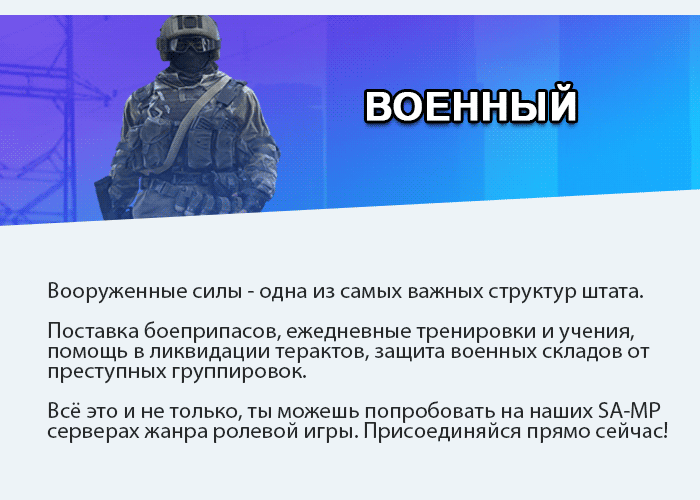 ВОЕННЫЙ
Вооруженные силы - одна из самых важных структур штата.
Поставка боеприпасов, ежедневные тренировки и учения,
помощь в ликвидации терактов, защита военных складов от
преступных группировок.
Всё это и не только, ты можешь попробовать на наших SA-MP
серверах жанра ролевой игры. Присоединяйся прямо сейчас!